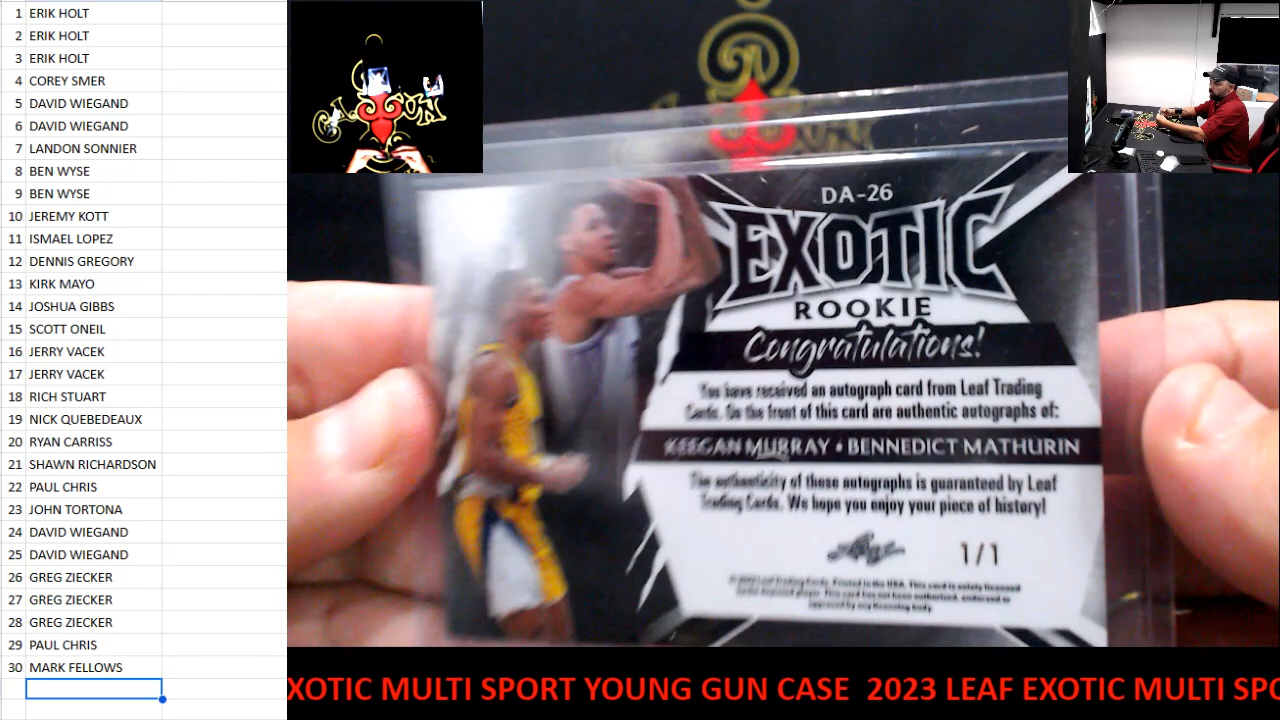 1 ERIK HOLT
2 ERIK HOLT
3 ERIK HOLT
4 COREY SMER
5 DAVID WIEGAND
6 DAVID WIEGAND
7 LANDON SONNIER
8 BEN WYSE
9 BEN WYSE
10 JEREMY KOTT
11 ISMAEL LOPEZ
12 DENNIS GREGORY
13 KIRK MAYO
14 JOSHUA GIBBS
15 SCOTT ONEIL
16 JERRY VACEK
17 JERRY VACEK
18 RICH STUART
19 NICK QUEBEDEAUX
20 RYAN CARRISS
21 SHAWN RICHARDSON
22 PAUL CHRIS
23 JOHN TORTONA
24 DAVID WIEGAND
25 DAVID WIEGAND
26 GREG ZIECKER
27 GREG ZIECKER
28 GREG ZIECKER
29 PAUL CHRIS
30 MARK FELLOWS
DA-26
EXOTIC
ROOKIE
Congratulations!
You have received an autograph card from Leaf Trading
Cards. On the front of this card are authentic autographs of:
KEEGAN MURRAY • BENNEDICT MATHURIN
The authenticity of these autographs is guaranteed by Leaf
Trading Cards. We hope you enjoy your piece of history!
Leaf
1/1
XOTIC MULTI SPORT YOUNG GUN CASE 2023 LEAF EXOTIC MULTI SPO